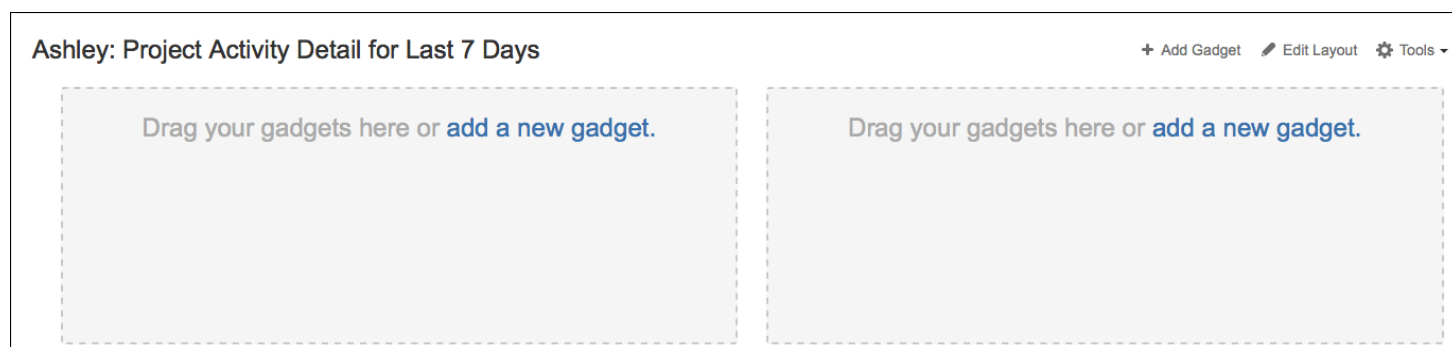 Ashley: Project Activity Detail for Last 7 Days
Add Gadget Edit Layout Tools
Drag your gadgets here or add a new gadget.
Drag your gadgets here or add a new gadget.